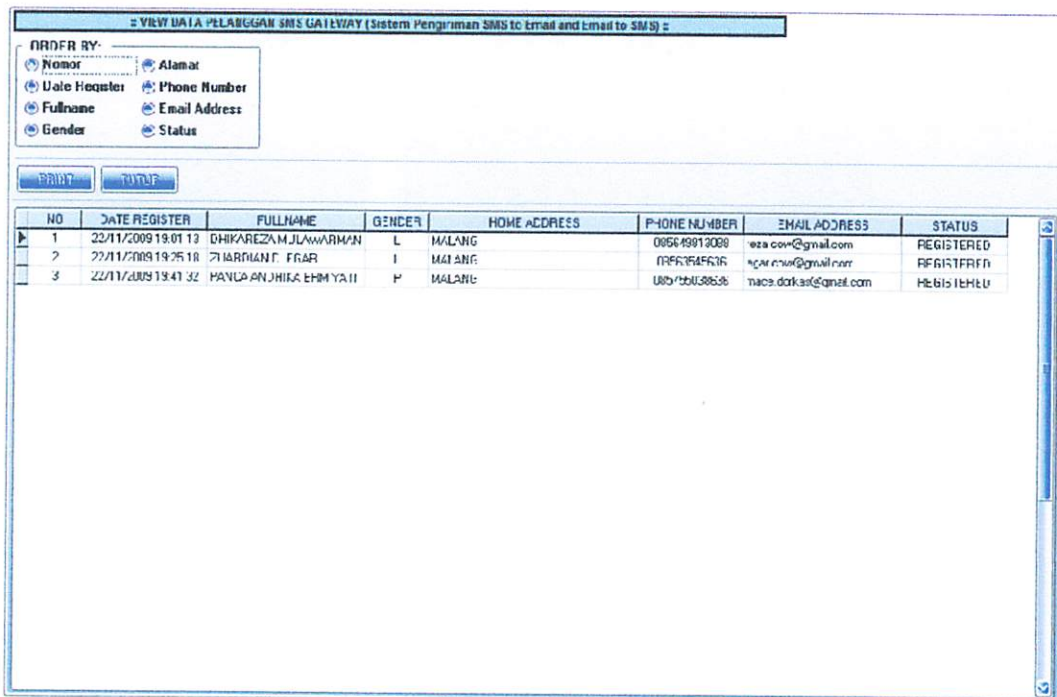 :: VIEW DATA PELANGGAN SMS GATEWAY (Sistem Pengiriman SMS to Email and Email to SMS) ::
ORDER BY:
Nomor Alamat
Date Register Phone Number
Fullname Email Address
Gender Status
PRINT TUTUP
NO DATE REGISTER FULLNAME GENDER HOME ADDRESS PHONE NUMBER EMAIL ADDRESS STATUS
1 22/11/2009 19:01:13 DHIKAREZA MULAWARMAN L MALANG REGISTERED
2 22/11/2009 19:25:18 L MALANG REGISTERED
3 22/11/2009 19:41:32 P MALANG REGISTERED